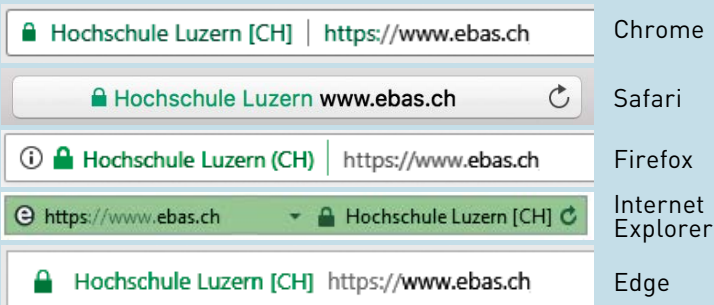 Hochschule Luzern [CH] | https://www.ebas.ch Chrome
Hochschule Luzern www.ebas.ch Safari
Hochschule Luzern (CH) | https://www.ebas.ch Firefox
https://www.ebas.ch Hochschule Luzern [CH] Internet
Explorer
Hochschule Luzern [CH] https://www.ebas.ch Edge